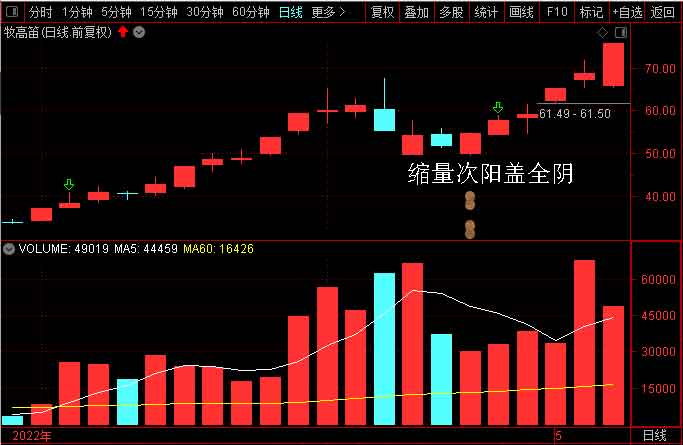 分时 1分钟 5分钟 15分钟 30分钟 60分钟 日线 更多 > 复权 叠加 多股 统计 画线 F10 标记 +自选 返回
牧高笛(日线.前复权)
70.00
60.00
61.49 - 61.50
50.00
缩量次阳盖全阴
40.00
VOLUME: 49019 MA5: 44459 MA60: 16426
60000
45000
30000
15000
2022年 5 日线